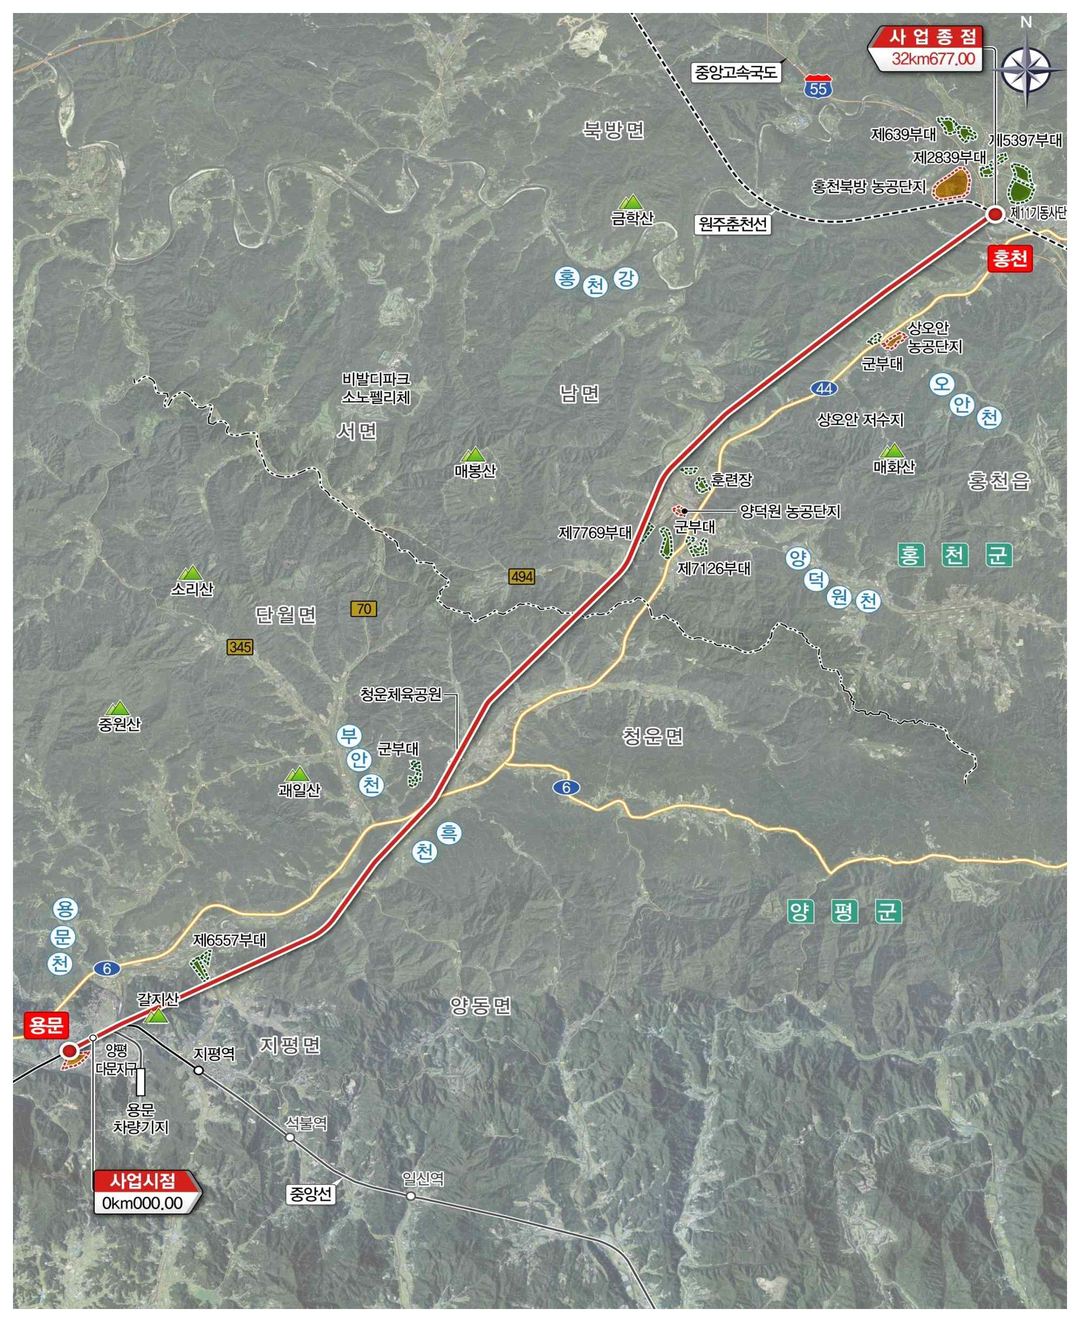 사 업 종 점
32km677.00
N
중앙고속국도
55
북방면
제639부대
제5397부대
제2839부대
홍천북방 농공단지
제11기동사단
금학산
원주춘천선
홍천
홍천강
상오안
농공단지
군부대
44
오안천
비발디파크
소노펠리체
남면
서면
상오안 저수지
매봉산
매화산
홍천읍
훈련장
양덕원 농공단지
제7769부대
군부대
홍천군
제7126부대
양덕원천
494
소리산
단월면
70
345
청운체육공원
중원산
부안천
군부대
청운면
괘일산
6
흑천
용문천
양평군
제6557부대
6
갈지산
양동면
용문
지평면
양평
다문지구
지평역
용문
차량기지
석불역
사업시점
0km000.00
중앙선
일신역